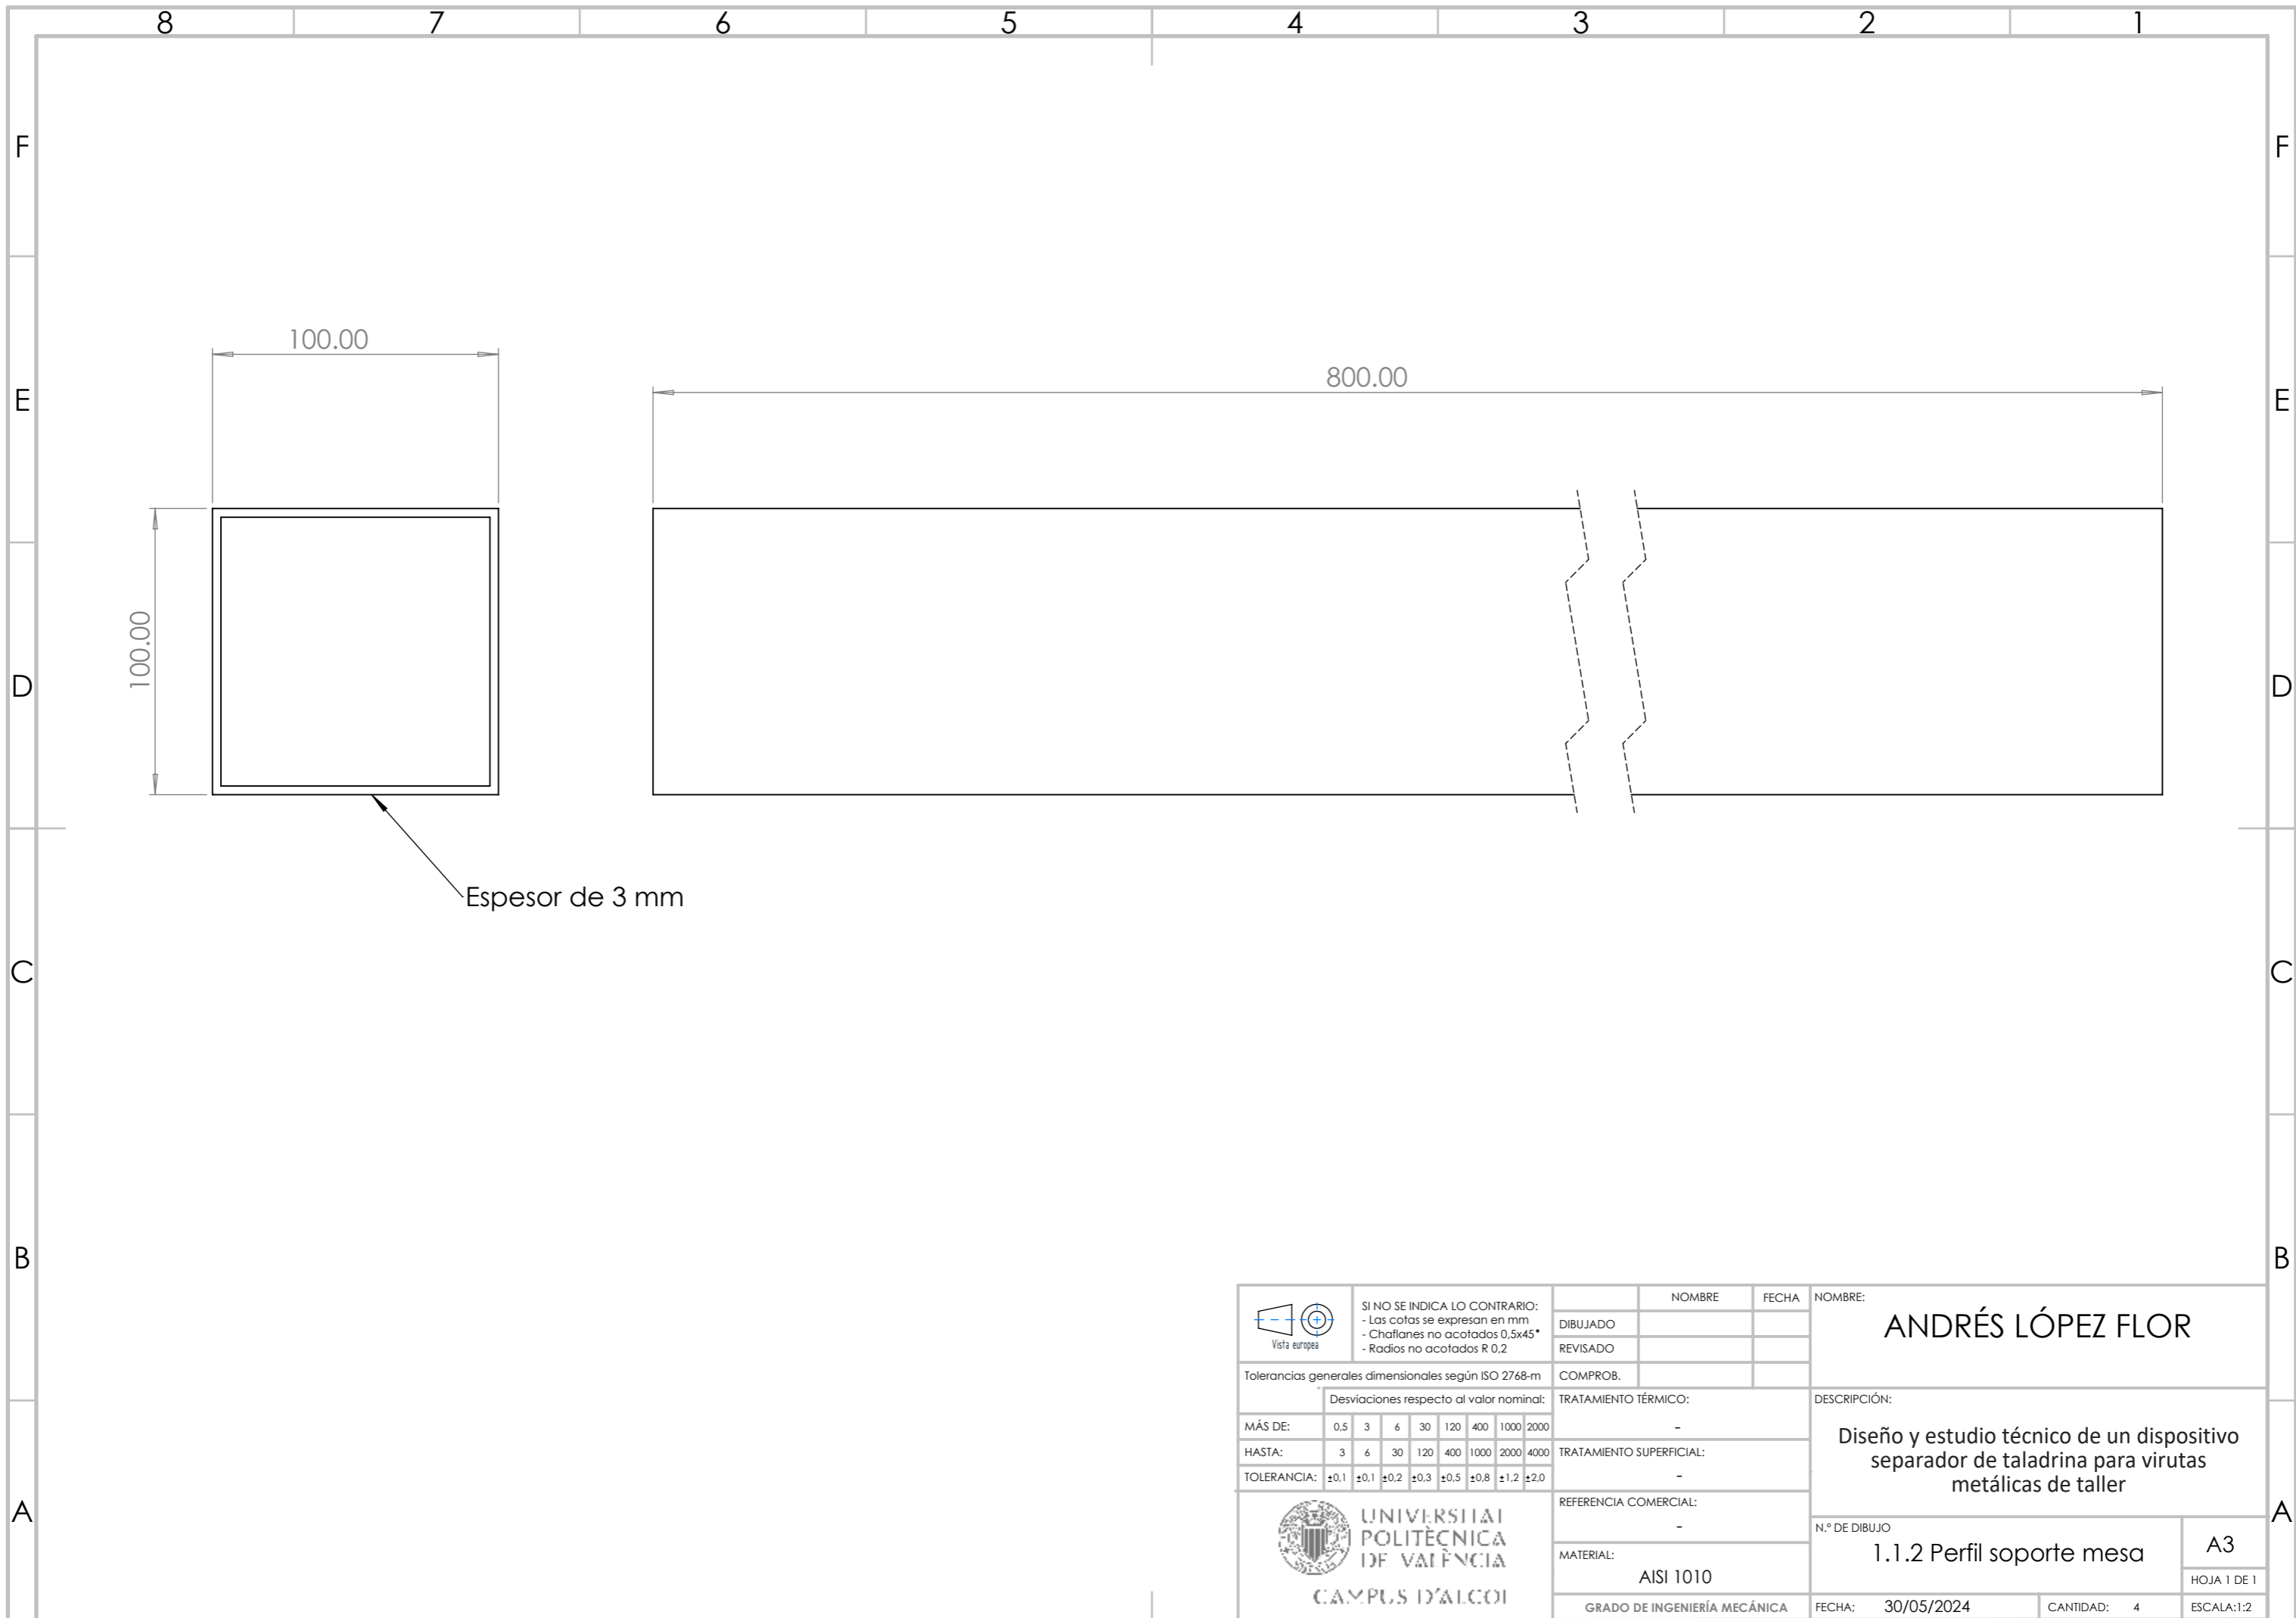 8 7 6 5 4 3 2 1
F F
E E
D D
C C
B B
A A
100.00
800.00
100.00
Espesor de 3 mm
Vista europea
SI NO SE INDICA LO CONTRARIO:
- Las cotas se expresan en mm
- Chaflanes no acotados 0,5x45°
- Radios no acotados R 0,2
Tolerancias generales dimensionales según ISO 2768-m
Desviaciones respecto al valor nominal:
MÁS DE: 0,5 3 6 30 120 400 1000 2000
HASTA: 3 6 30 120 400 1000 2000 4000
TOLERANCIA: ±0,1 ±0,1 ±0,2 ±0,3 ±0,5 ±0,8 ±1,2 ±2,0
UNIVERSITAT
POLITÈCNICA
DE VALÈNCIA
CAMPUS D'ALCOI
NOMBRE FECHA
DIBUJADO
REVISADO
COMPROB.
TRATAMIENTO TÉRMICO:
-
TRATAMIENTO SUPERFICIAL:
-
REFERENCIA COMERCIAL:
-
MATERIAL:
AISI 1010
GRADO DE INGENIERÍA MECÁNICA
NOMBRE:
ANDRÉS LÓPEZ FLOR
DESCRIPCIÓN:
Diseño y estudio técnico de un dispositivo
separador de taladrina para virutas
metálicas de taller
N.º DE DIBUJO
1.1.2 Perfil soporte mesa
A3
HOJA 1 DE 1
FECHA: 30/05/2024
CANTIDAD: 4
ESCALA:1:2